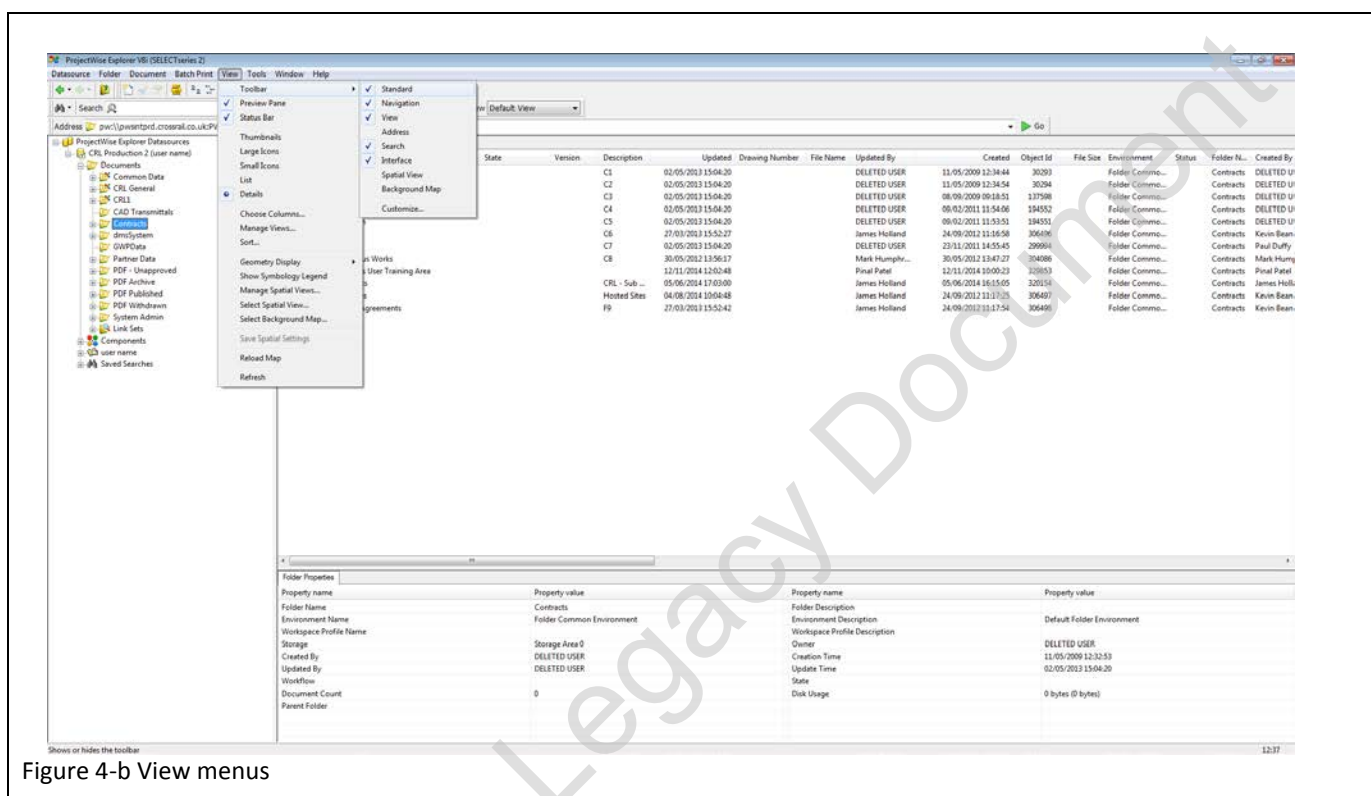 ProjectWise Explorer V8i (SELECTseries 2)
Datasource Folder Document Batch Print View Tools Window Help
Search
Default View
Address pw:\\pwsntprd.crossrail.co.uk:PW
Go
ProjectWise Explorer Datasources
CRL Production 2 (user name)
Documents
Common Data
CRL General
CRL1
CAD Transmittals
Contracts
dmsSystem
GWPData
Partner Data
PDF - Unapproved
PDF Archive
PDF Published
PDF Withdrawn
System Admin
Link Sets
Components
user name
Saved Searches
Toolbar
Preview Pane
Status Bar
Thumbnails
Large Icons
Small Icons
List
Details
Choose Columns...
Manage Views...
Sort...
Geometry Display
Show Symbology Legend
Manage Spatial Views...
Select Spatial View...
Select Background Map...
Save Spatial Settings
Reload Map
Refresh
Standard
Navigation
View
Address
Search
Interface
Spatial View
Background Map
Customize...
State Version Description Updated Drawing Number File Name Updated By Created Object Id File Size Environment Status Folder N... Created By
C1 02/05/2013 15:04:20 DELETED USER 11/05/2009 12:34:44 30293 Folder Commo... Contracts DELETED U
C2 02/05/2013 15:04:20 DELETED USER 11/05/2009 12:34:54 30294 Folder Commo... Contracts DELETED U
C3 02/05/2013 15:04:20 DELETED USER 08/09/2009 09:18:51 137598 Folder Commo... Contracts DELETED U
C4 02/05/2013 15:04:20 DELETED USER 09/02/2011 11:54:06 194552 Folder Commo... Contracts DELETED U
C5 02/05/2013 15:04:20 DELETED USER 09/02/2011 11:53:51 194551 Folder Commo... Contracts DELETED U
C6 27/03/2013 15:52:27 James Holland 24/09/2012 11:16:58 306496 Folder Commo... Contracts Kevin Bean
C7 02/05/2013 15:04:20 DELETED USER 23/11/2011 14:55:45 299994 Folder Commo... Contracts Paul Duffy
s Works C8 30/05/2012 13:56:17 Mark Humphr... 30/05/2012 13:47:27 304086 Folder Commo... Contracts Mark Hump
User Training Area 12/11/2014 12:02:48 Pinal Patel 12/11/2014 10:00:23 329853 Folder Commo... Contracts Pinal Patel
CRL - Sub ... 05/06/2014 17:03:00 James Holland 05/06/2014 16:15:05 320154 Folder Commo... Contracts James Holl
Hosted Sites 04/08/2014 10:04:48 James Holland 24/09/2012 11:17:25 306497 Folder Commo... Contracts Kevin Bean
greements F9 27/03/2013 15:52:42 James Holland 24/09/2012 11:17:54 306498 Folder Commo... Contracts Kevin Bean
Folder Properties
Property name Property value Property name Property value
Folder Name Contracts Folder Description
Environment Name Folder Common Environment Environment Description Default Folder Environment
Workspace Profile Name Workspace Profile Description
Storage Storage Area 0 Owner DELETED USER
Created By DELETED USER Creation Time 11/05/2009 12:32:53
Updated By DELETED USER Update Time 02/05/2013 15:04:20
Workflow State
Document Count 0 Disk Usage 0 bytes (0 bytes)
Parent Folder
Shows or hides the toolbar 12:37
Legacy Document
Figure 4-b View menus